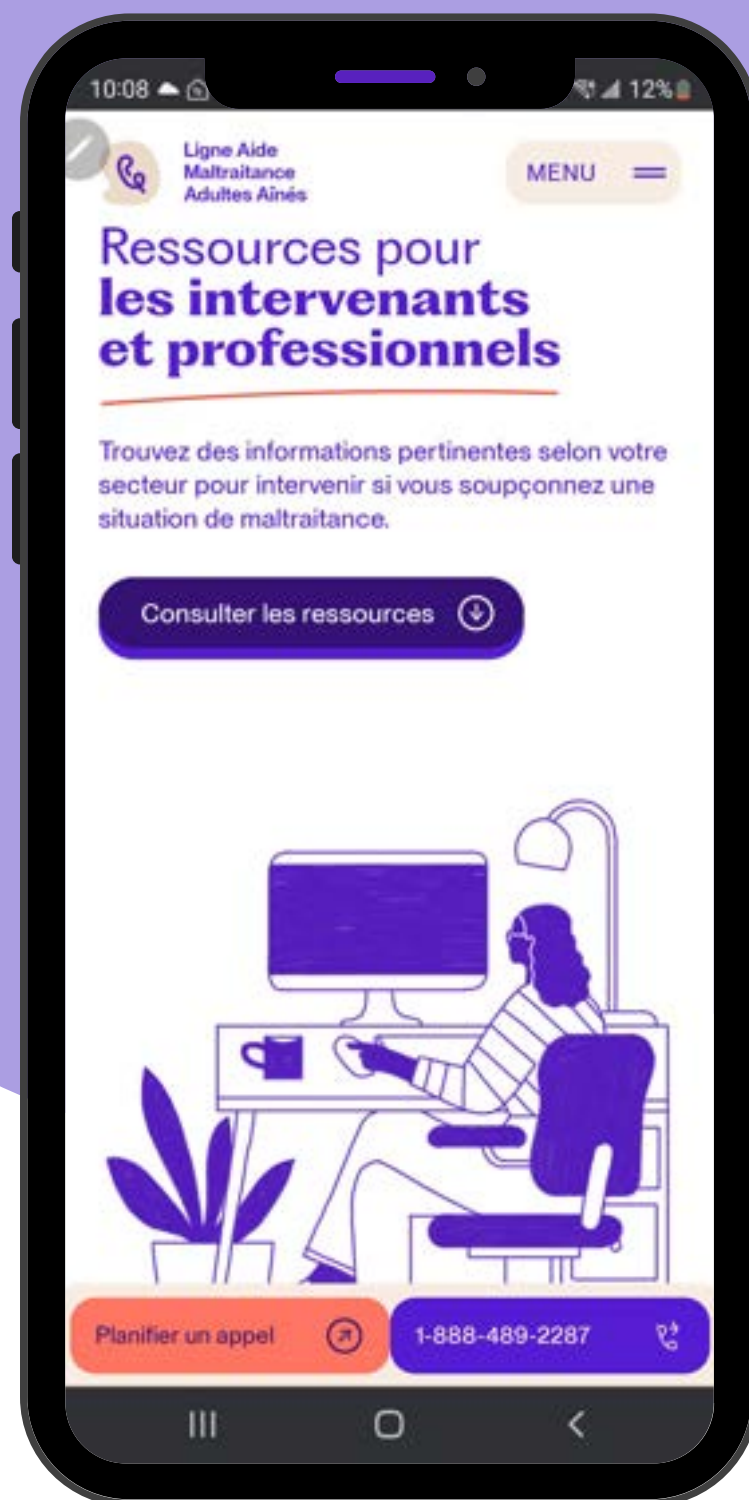 10:08
12%
Ligne Aide
Maltraitance
Adultes Aînés
MENU
Ressources pour
les intervenants
et professionnels
Trouvez des informations pertinentes selon votre
secteur pour intervenir si vous soupçonnez une
situation de maltraitance.
Consulter les ressources
Planifier un appel
1-888-489-2287